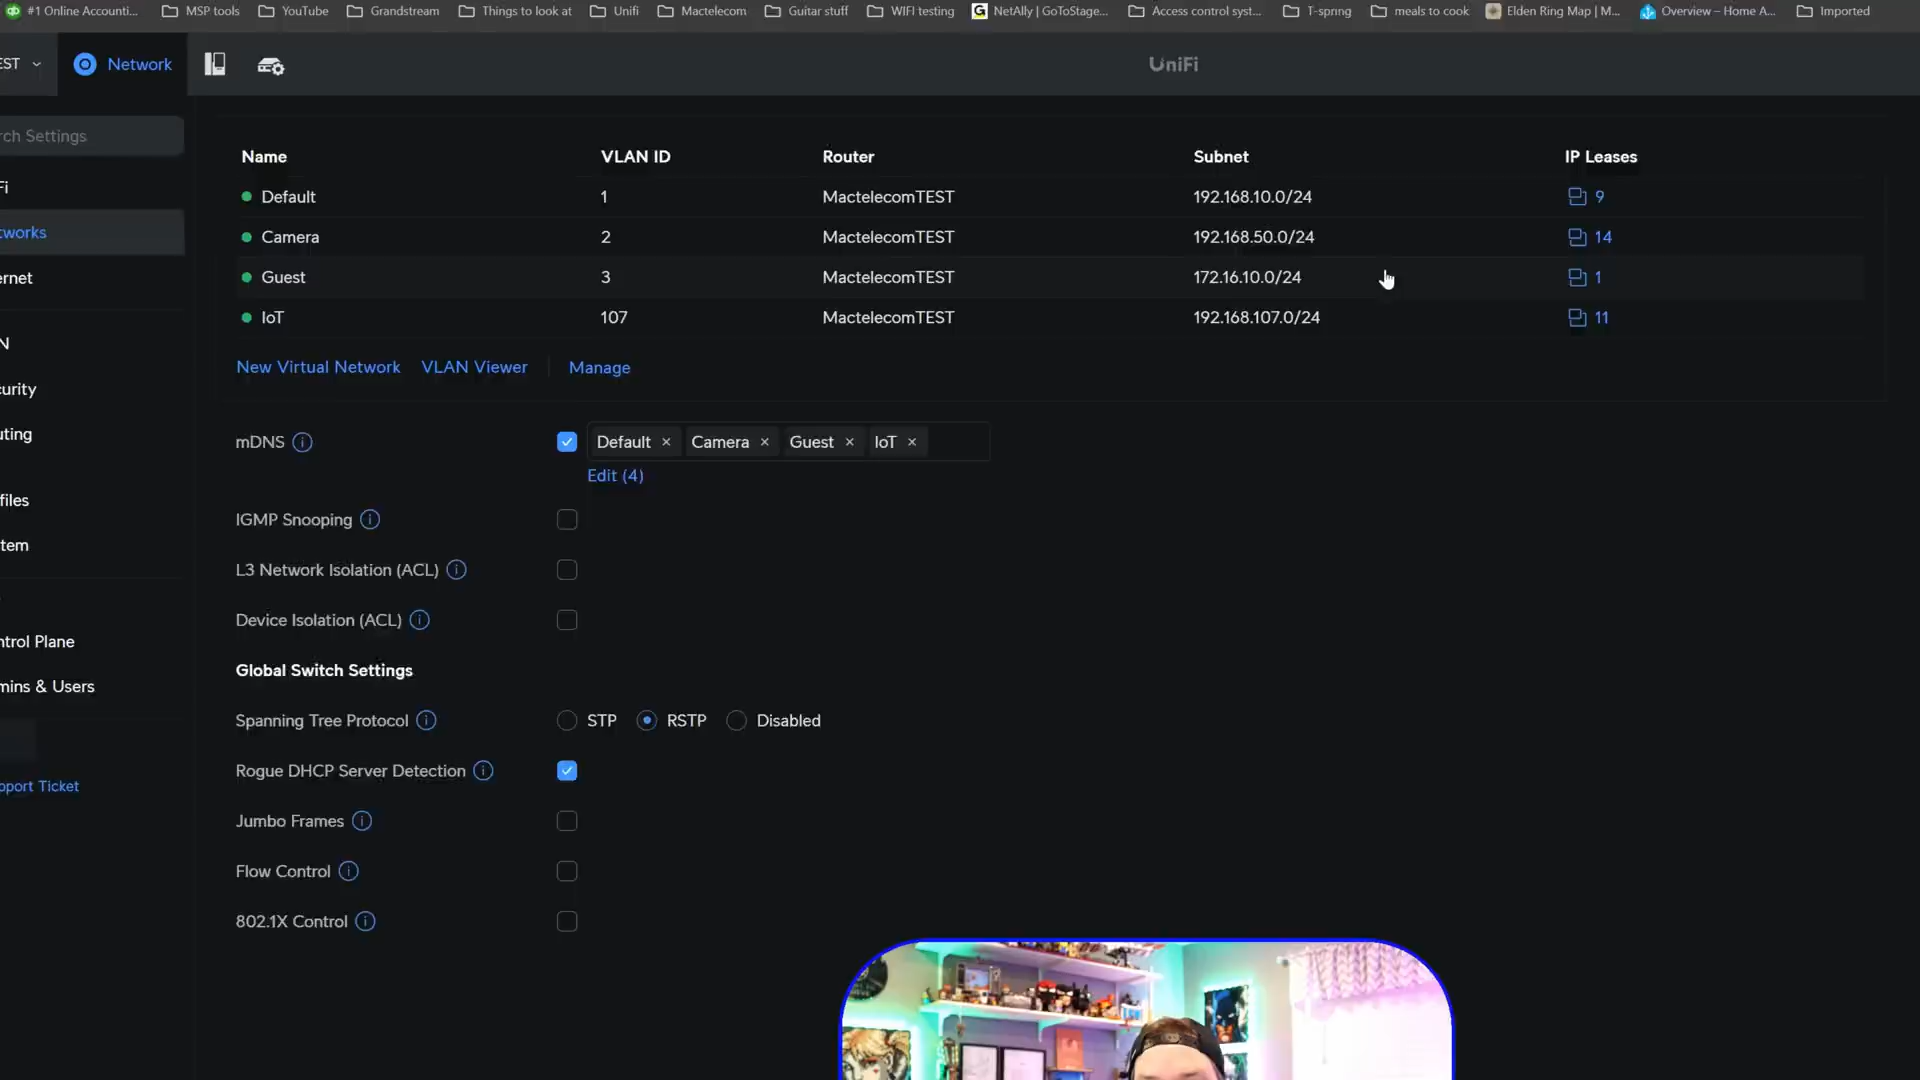 #1 Online Accounti... MSP tools YouTube Grandstream Things to look at Unifi Mactelecom Guitar stuff WIFI testing NetAlly | GoToStage... Access control syst... T-spring meals to cook Elden Ring Map | M... Overview – Home A... Imported
EST Network UniFi
rch Settings
Fi
tworks
ernet
N
curity
uting
files
tem
ntrol Plane
mins & Users
pport Ticket
Name VLAN ID Router Subnet IP Leases
Default 1 MactelecomTEST 192.168.10.0/24 9
Camera 2 MactelecomTEST 192.168.50.0/24 14
Guest 3 MactelecomTEST 172.16.10.0/24 1
IoT 107 MactelecomTEST 192.168.107.0/24 11
New Virtual Network VLAN Viewer Manage
mDNS Default × Camera × Guest × IoT ×
Edit (4)
IGMP Snooping
L3 Network Isolation (ACL)
Device Isolation (ACL)
Global Switch Settings
Spanning Tree Protocol STP RSTP Disabled
Rogue DHCP Server Detection
Jumbo Frames
Flow Control
802.1X Control